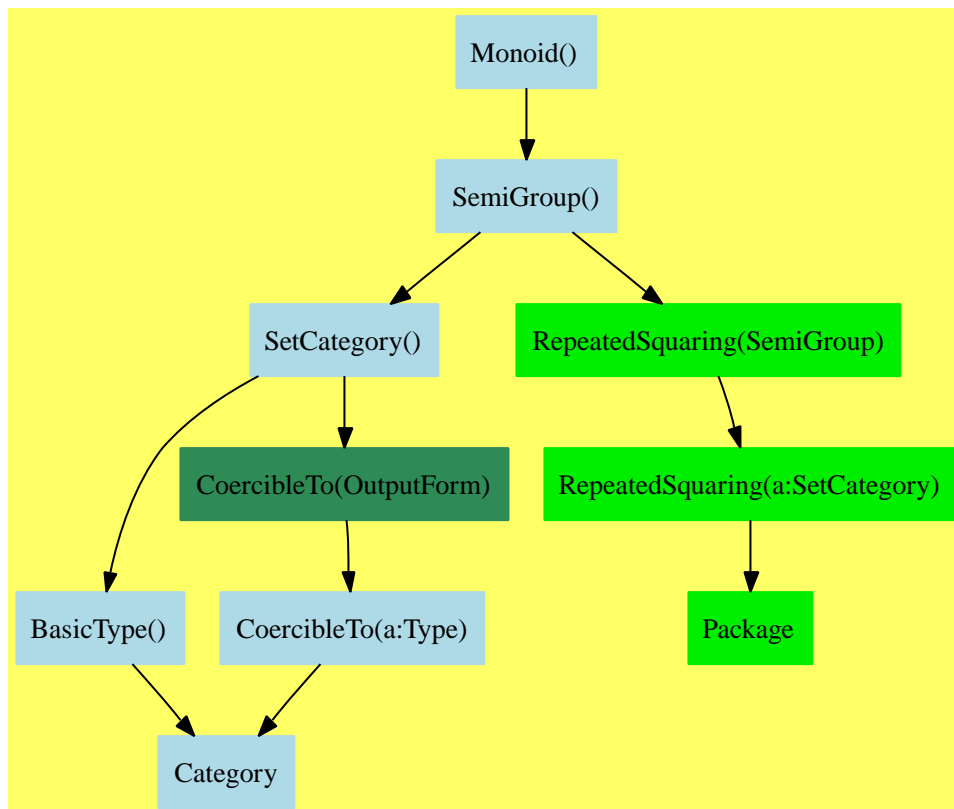 Monoid()
SemiGroup()
SetCategory()
RepeatedSquaring(SemiGroup)
CoercibleTo(OutputForm)
RepeatedSquaring(a:SetCategory)
BasicType()
CoercibleTo(a:Type)
Package
Category